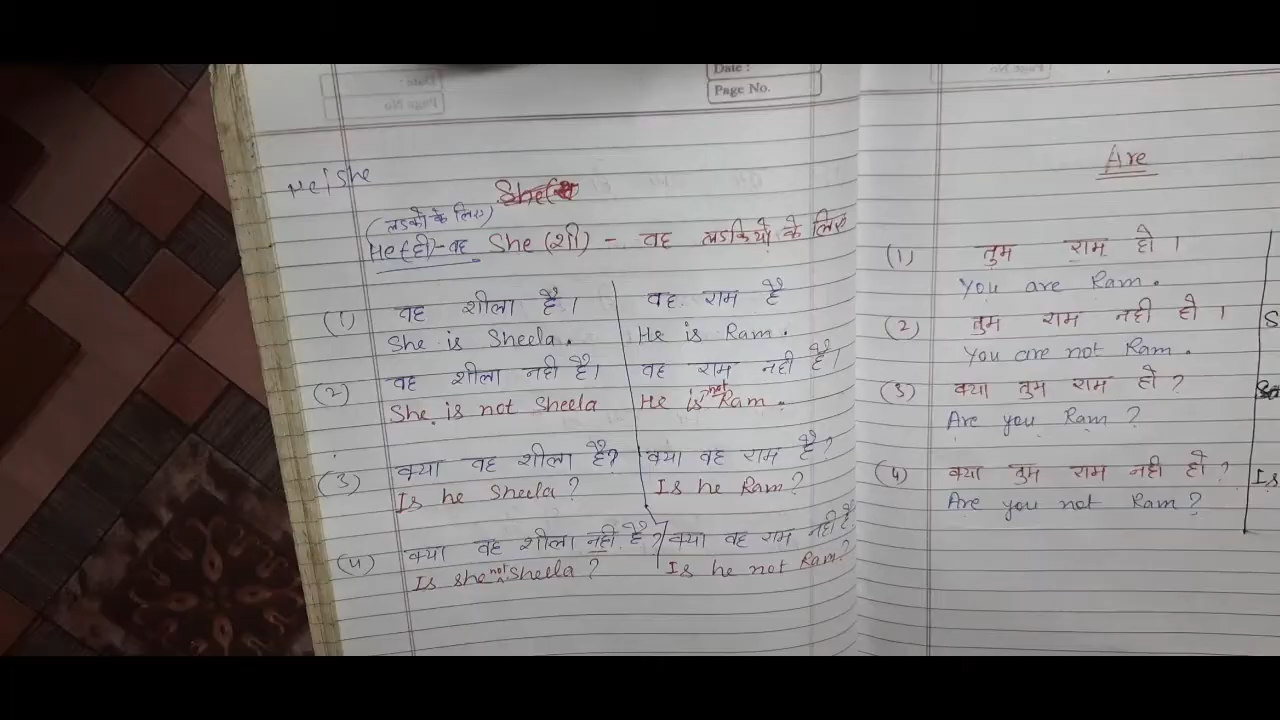 Date :
Page No.
He/She
She
(लडको के लिए)
He(ही)-वह She (शी) - वह लडकियो के लिए
(1) वह शीला है। वह राम है
She is Sheela. He is Ram.
(2) वह शीला नही है। वह राम नही है।
She is not Sheela He is not Ram.
(3) क्या वह शीला है? क्या वह राम है?
Is he Sheela? Is he Ram?
(4) क्या वह शीला नही है? क्या वह राम नही है
Is she not Sheela? Is he not Ram?
Are
(1) तुम राम हो।
You are Ram.
(2) तुम राम नही हो।
You are not Ram.
(3) क्या तुम राम हो?
Are you Ram?
(4) क्या तुम राम नही हो?
Are you not Ram?
Is